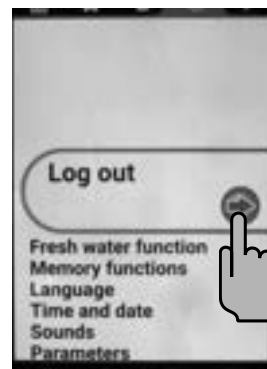 Log out
Fresh water function
Memory functions
Language
Time and date
Sounds
Parameters